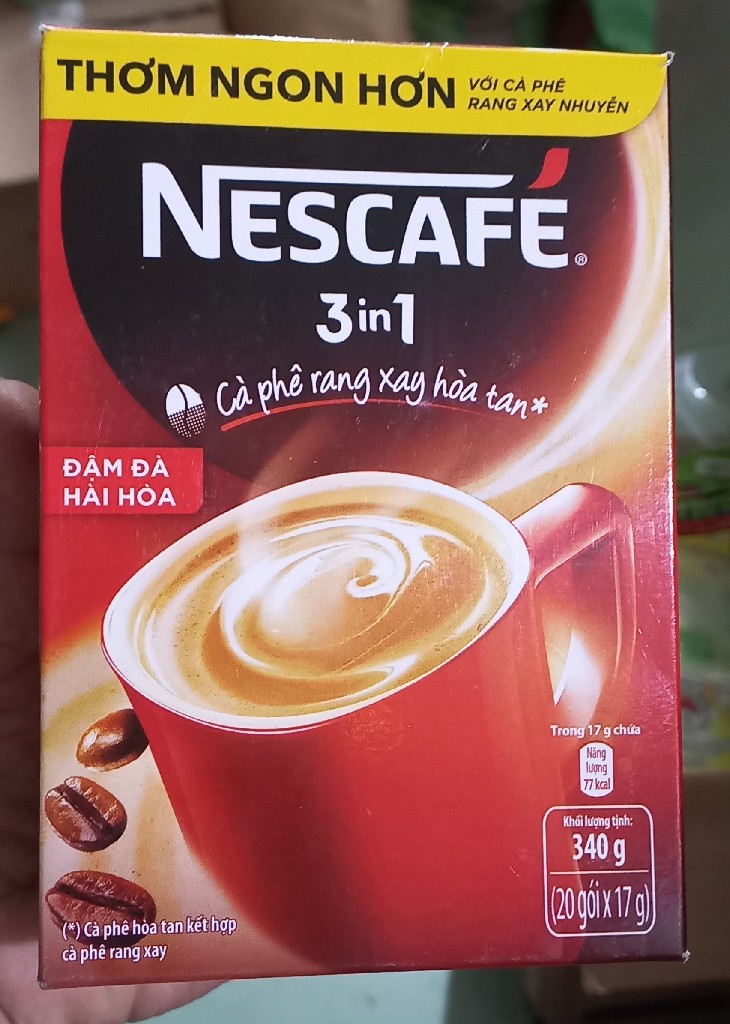 THƠM NGON HƠN
VỚI CÀ PHÊ
RANG XAY NHUYỄN
NESCAFÉ®
3in1
Cà phê rang xay hòa tan*
ĐẬM ĐÀ
HÀI HÒA
Trong 17 g chứa
Năng
lượng
77 kcal
Khối lượng tịnh:
340 g
(20 gói x 17 g)
(*) Cà phê hòa tan kết hợp
cà phê rang xay